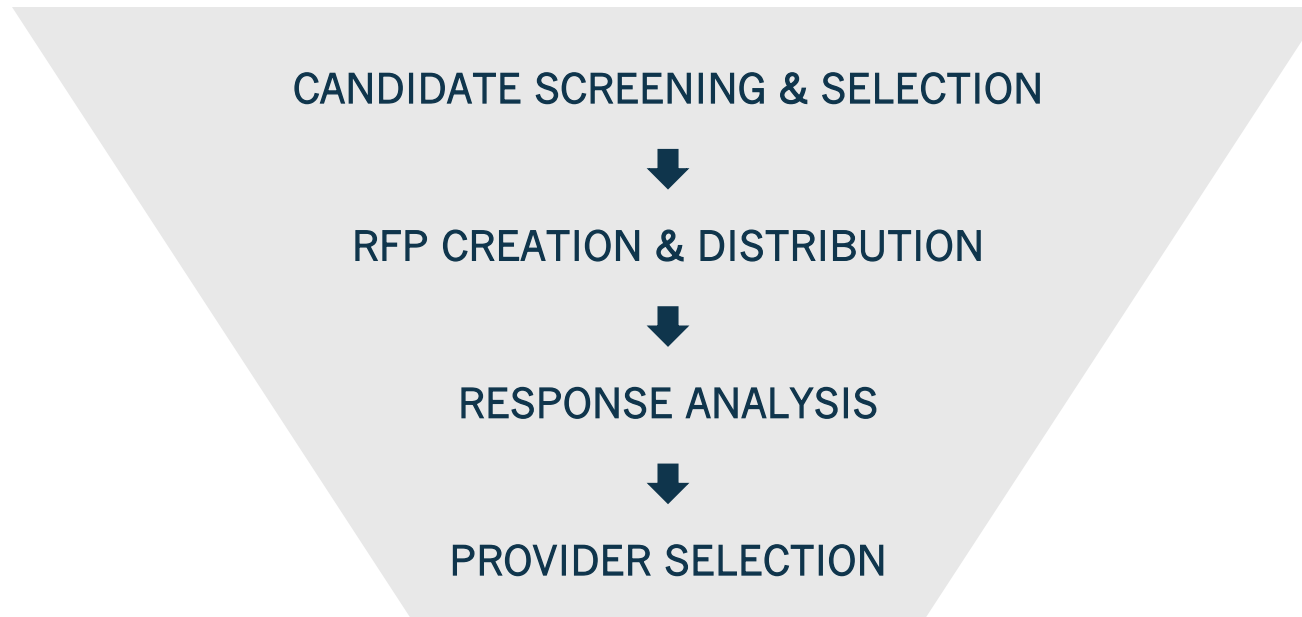 CANDIDATE SCREENING & SELECTION
RFP CREATION & DISTRIBUTION
RESPONSE ANALYSIS
PROVIDER SELECTION